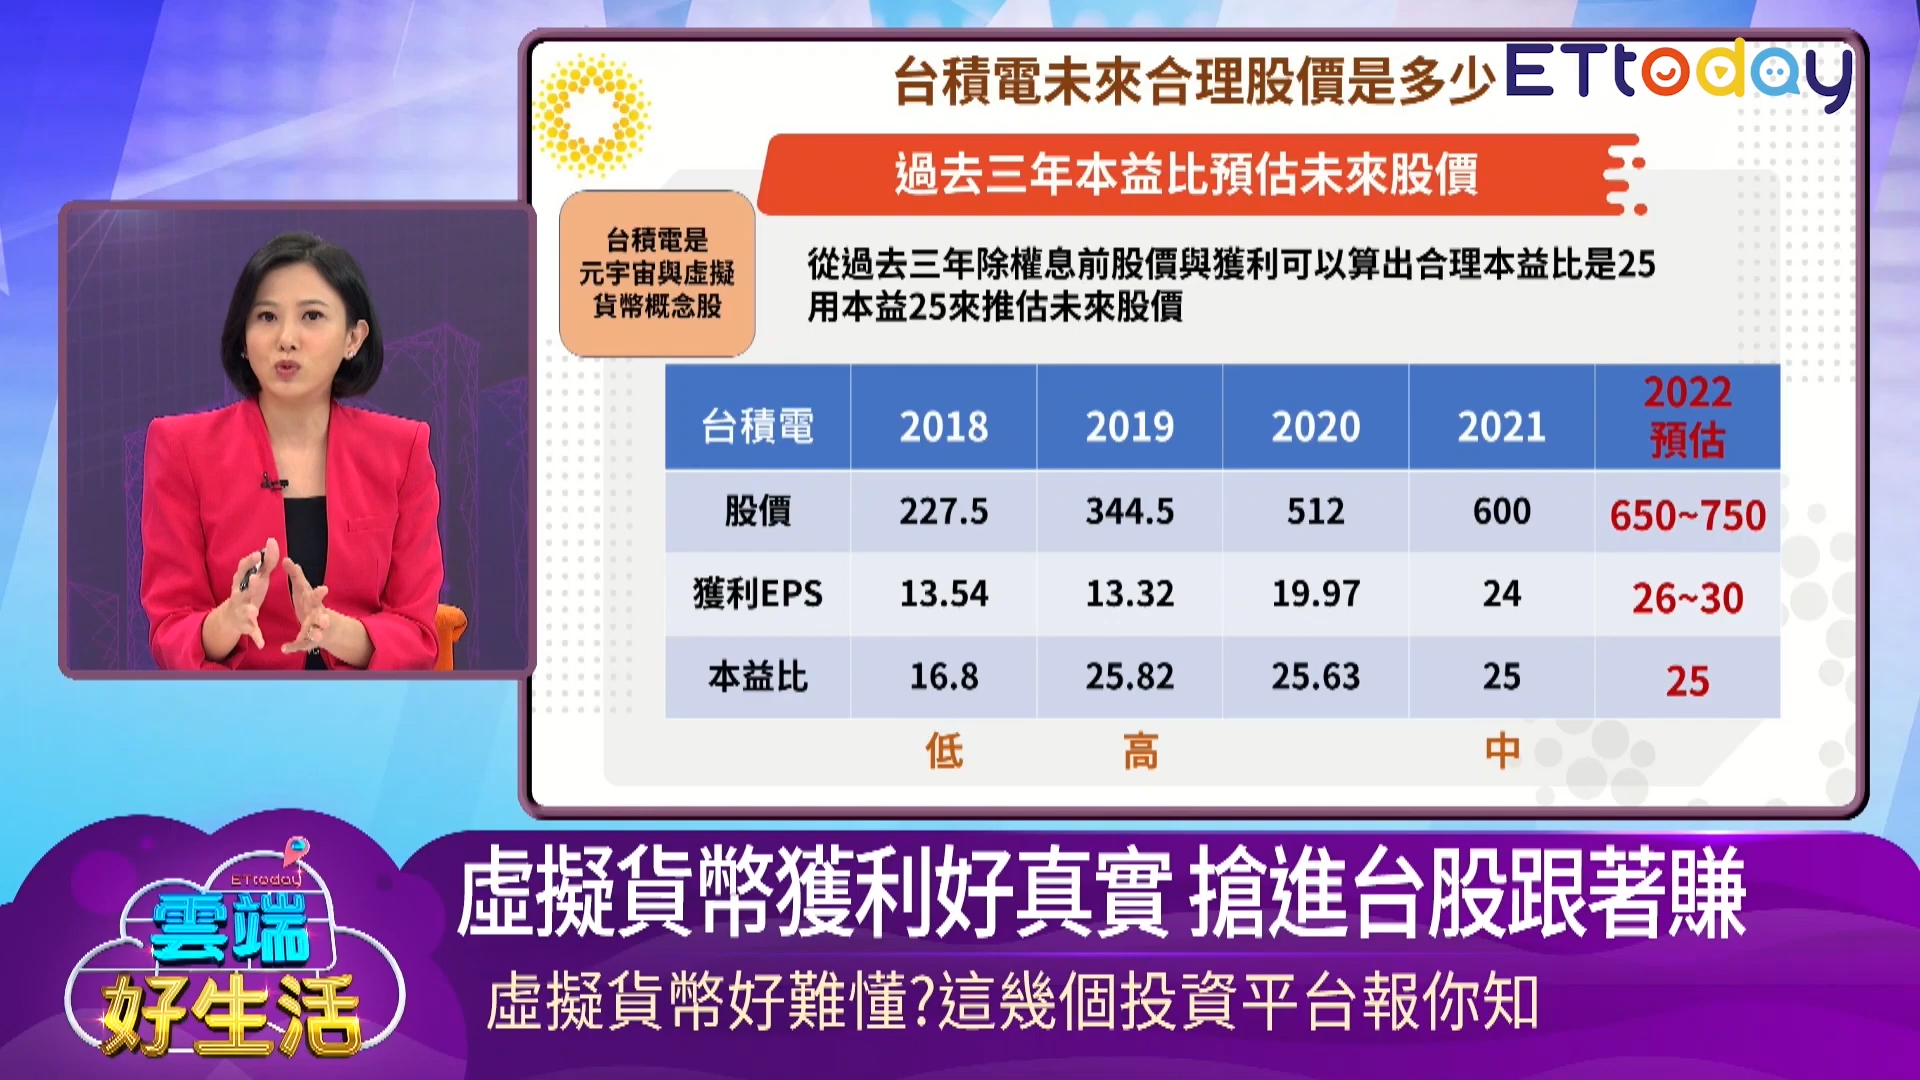 台積電未來合理股價是多少
ETtoday
過去三年本益比預估未來股價
台積電是
元宇宙與虛擬
貨幣概念股
從過去三年除權息前股價與獲利可以算出合理本益比是25
用本益25來推估未來股價
台積電 2018 2019 2020 2021 2022預估
股價 227.5 344.5 512 600 650~750
獲利EPS 13.54 13.32 19.97 24 26~30
本益比 16.8 25.82 25.63 25 25
低 高 中
虛擬貨幣獲利好真實 搶進台股跟著賺
虛擬貨幣好難懂?這幾個投資平台報你知
ETtoday
雲端
好生活